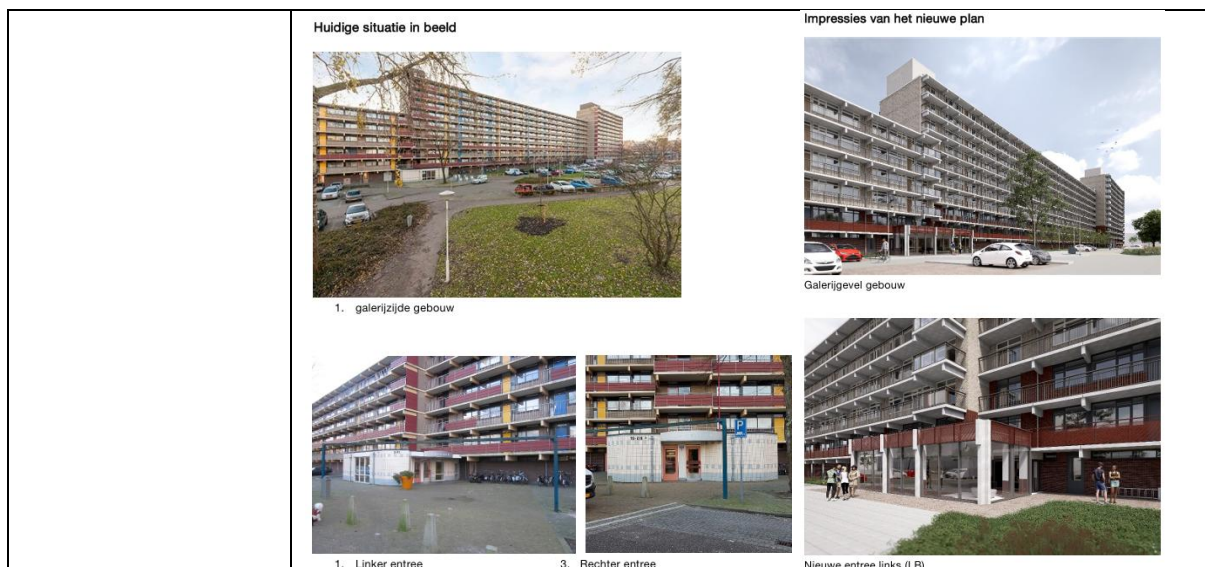 Huidige situatie in beeld
1. galerijzijde gebouw
1. Linker entree
3. Rechter entree
Impressies van het nieuwe plan
Galerijgevel gebouw
Nieuwe entree links (LB)